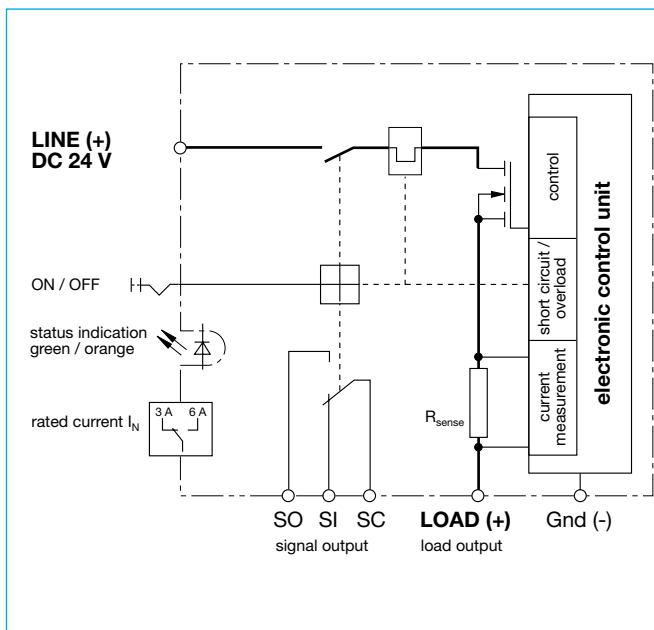 LINE (+)
DC 24 V
ON / OFF
status indication
green / orange
rated current I_N
3 A 6 A
control
short circuit /
overload
current
measurement
electronic control unit
R_sense
SO SI SC LOAD (+) Gnd (-)
signal output load output